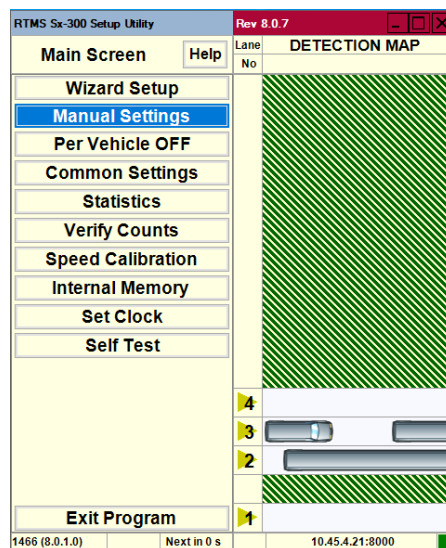 RTMS Sx-300 Setup Utility
Rev 8.0.7
Main Screen
Help
Lane No
DETECTION MAP
Wizard Setup
Manual Settings
Per Vehicle OFF
Common Settings
Statistics
Verify Counts
Speed Calibration
Internal Memory
Set Clock
Self Test
4
3
2
1
Exit Program
1466 (8.0.1.0)
Next in 0 s
10.45.4.21:8000